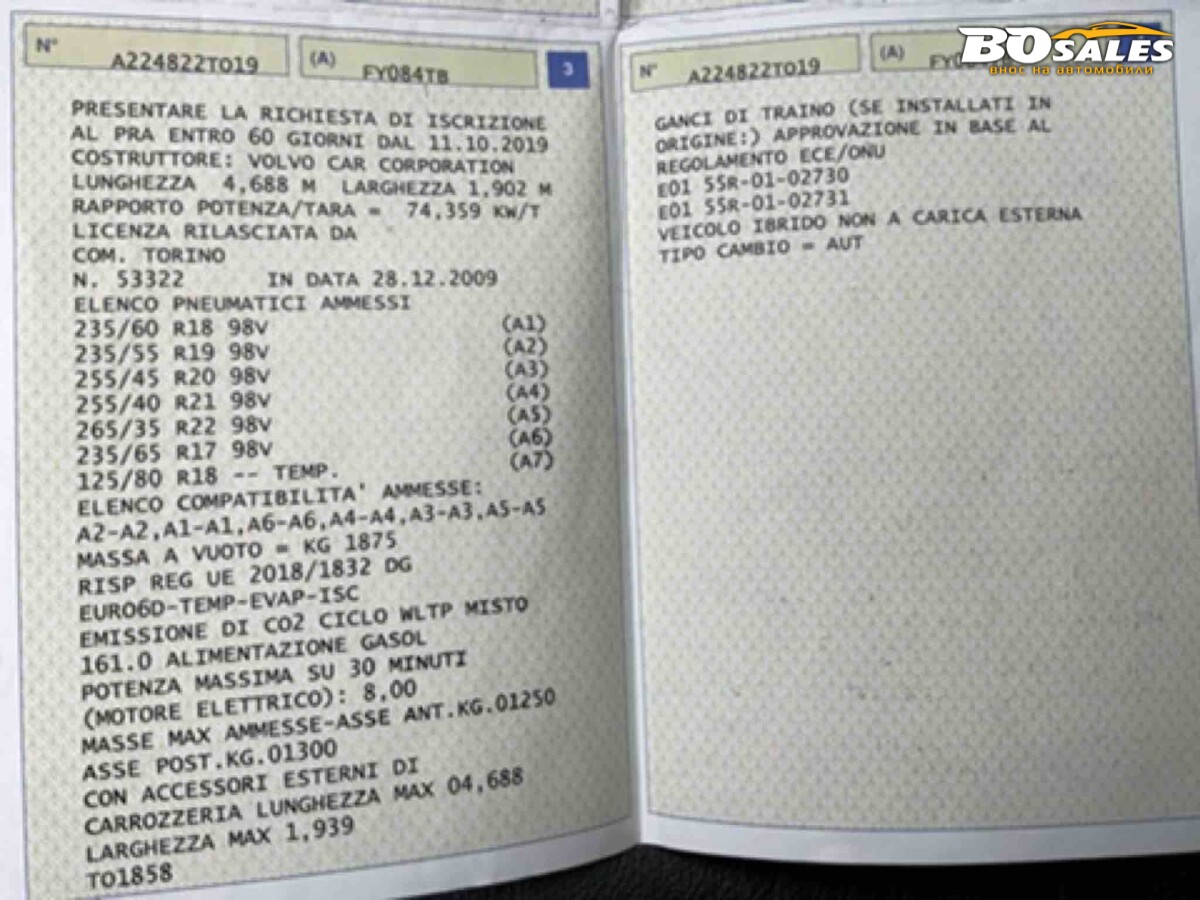 N° A224822TO19 (A) FY084TB 3
PRESENTARE LA RICHIESTA DI ISCRIZIONE
AL PRA ENTRO 60 GIORNI DAL 11.10.2019
COSTRUTTORE: VOLVO CAR CORPORATION
LUNGHEZZA 4,688 M LARGHEZZA 1,902 M
RAPPORTO POTENZA/TARA = 74,359 KW/T
LICENZA RILASCIATA DA
COM. TORINO
N. 53322 IN DATA 28.12.2009
ELENCO PNEUMATICI AMMESSI
235/60 R18 98V (A1)
235/55 R19 98V (A2)
255/45 R20 98V (A3)
255/40 R21 98V (A4)
265/35 R22 98V (A5)
235/65 R17 98V (A6)
125/80 R18 -- TEMP. (A7)
ELENCO COMPATIBILITA' AMMESSE:
A2-A2,A1-A1,A6-A6,A4-A4,A3-A3,A5-A5
MASSA A VUOTO = KG 1875
RISP REG UE 2018/1832 DG
EURO6D-TEMP-EVAP-ISC
EMISSIONE DI CO2 CICLO WLTP MISTO
161.0 ALIMENTAZIONE GASOL
POTENZA MASSIMA SU 30 MINUTI
(MOTORE ELETTRICO): 8,00
MASSE MAX AMMESSE-ASSE ANT.KG.01250
ASSE POST.KG.01300
CON ACCESSORI ESTERNI DI
CARROZZERIA LUNGHEZZA MAX 04,688
LARGHEZZA MAX 1,939
TO1858
N° A224822TO19 (A)
BOSALES
внос на автомобили
GANCI DI TRAINO (SE INSTALLATI IN
ORIGINE:) APPROVAZIONE IN BASE AL
REGOLAMENTO ECE/ONU
E01 55R-01-02730
E01 55R-01-02731
VEICOLO IBRIDO NON A CARICA ESTERNA
TIPO CAMBIO = AUT